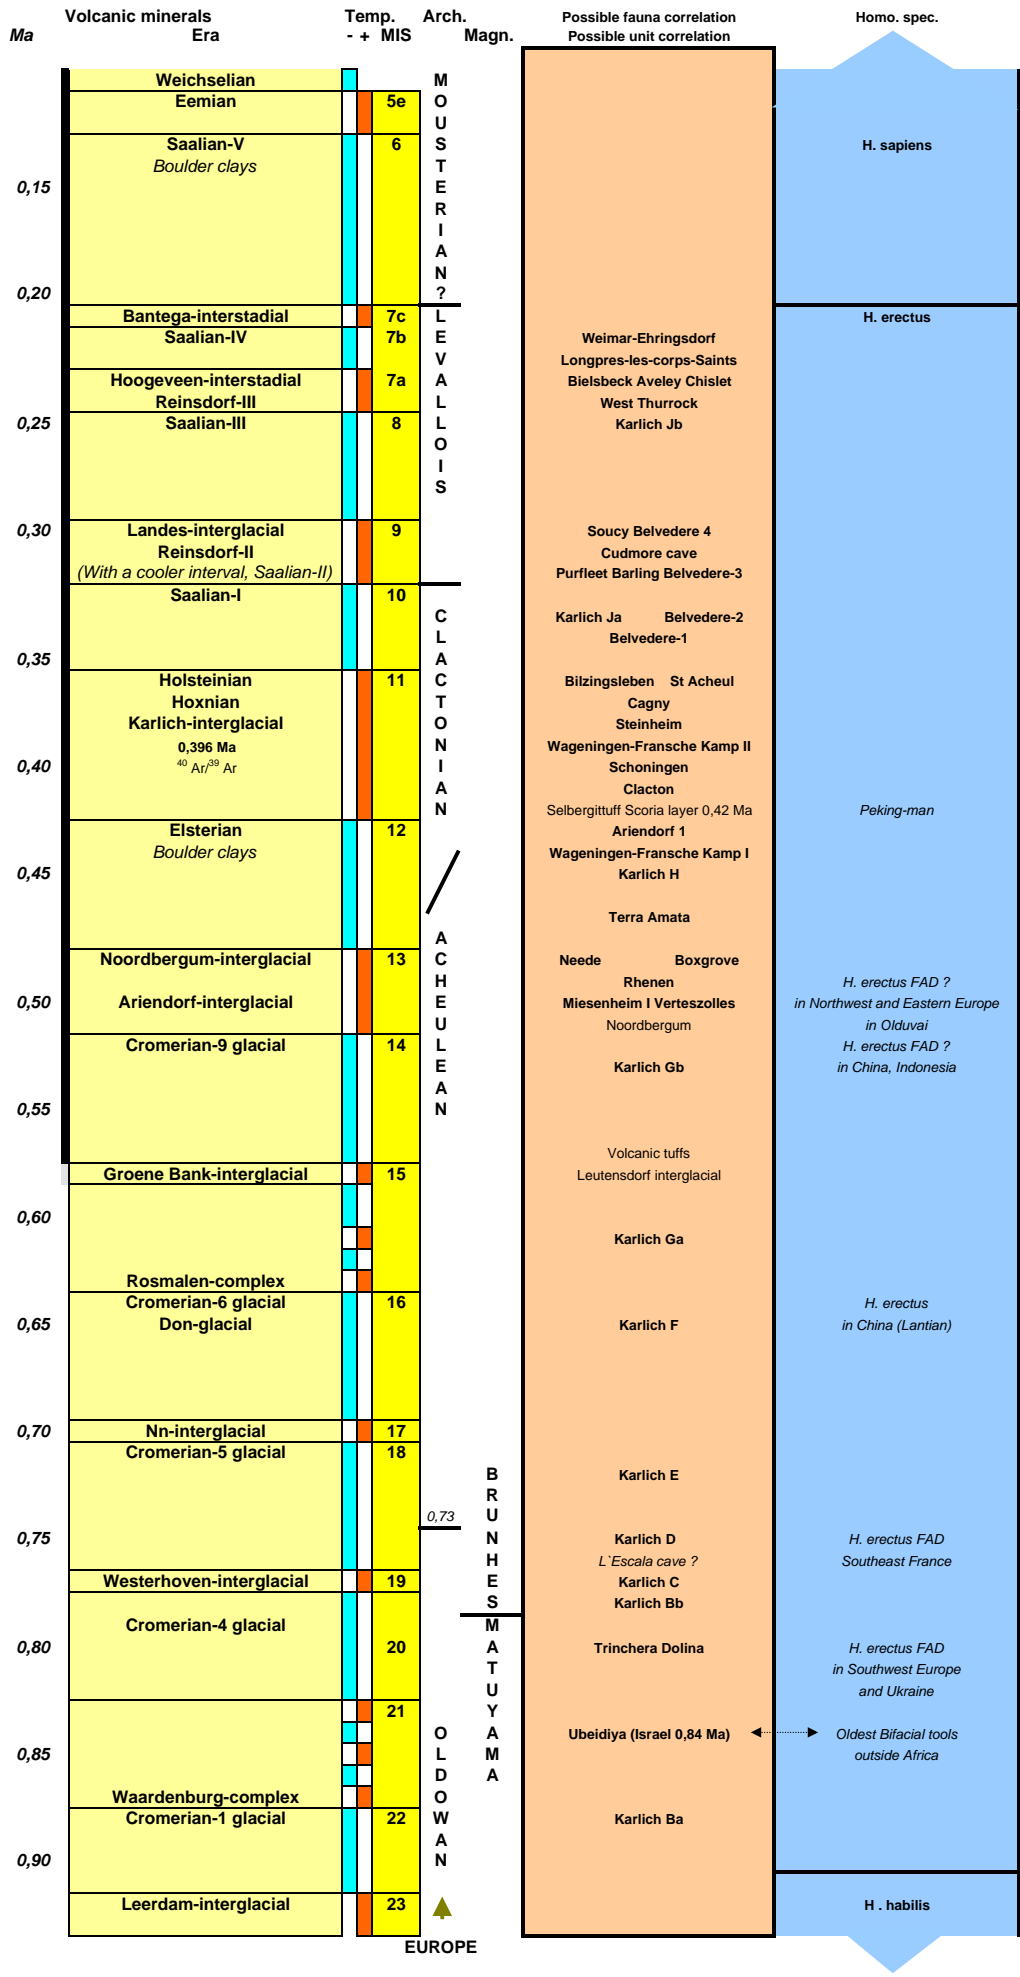 Volcanic minerals Temp. Arch. Possible fauna correlation Homo. spec.
Ma Era - + MIS Magn. Possible unit correlation
Weichselian
Eemian 5e
Saalian-V 6 H. sapiens
Boulder clays
0,15
0,20
MOUSTERIAN?
Bantega-interstadial 7c H. erectus
Saalian-IV 7b Weimar-Ehringsdorf
Longpres-les-corps-Saints
Hoogeveen-interstadial 7a Bielsbeck Aveley Chislet
Reinsdorf-III West Thurrock
0,25 Saalian-III 8 Karlich Jb
LEVALLOIS
0,30 Landes-interglacial 9 Soucy Belvedere 4
Reinsdorf-II Cudmore cave
(With a cooler interval, Saalian-II) Purfleet Barling Belvedere-3
Saalian-I 10
Karlich Ja Belvedere-2
Belvedere-1
0,35
Holsteinian 11 Bilzingsleben St Acheul
Hoxnian Cagny
Karlich-interglacial Steinheim
0,396 Ma Wageningen-Fransche Kamp II
0,40 40 Ar/39 Ar Schoningen
Clacton
Selbergittuff Scoria layer 0,42 Ma Peking-man
CLACTONIAN
Elsterian 12 Ariendorf 1
Boulder clays Wageningen-Fransche Kamp I
0,45 Karlich H
Terra Amata
Noordbergum-interglacial 13 Neede Boxgrove
Rhenen H. erectus FAD ?
0,50 Ariendorf-interglacial Miesenheim I Verteszolles in Northwest and Eastern Europe
Noordbergum in Olduvai
Cromerian-9 glacial 14 H. erectus FAD ?
Karlich Gb in China, Indonesia
0,55
ACHEULEAN
Volcanic tuffs
Groene Bank-interglacial 15 Leutensdorf interglacial
0,60
Karlich Ga
Rosmalen-complex
Cromerian-6 glacial 16 H. erectus
0,65 Don-glacial Karlich F in China (Lantian)
0,70 Nn-interglacial 17
Cromerian-5 glacial 18
Karlich E
0,73
0,75 Karlich D H. erectus FAD
L`Escala cave ? Southeast France
Westerhoven-interglacial 19 Karlich C
Karlich Bb
BRUNHES
Cromerian-4 glacial
0,80 20 Trinchera Dolina H. erectus FAD
in Southwest Europe
and Ukraine
21
Ubeidiya (Israel 0,84 Ma) Oldest Bifacial tools
0,85 outside Africa
MATUYAMA
Waardenburg-complex
Cromerian-1 glacial 22 Karlich Ba
0,90
OLDOWAN
Leerdam-interglacial 23 H . habilis
EUROPE